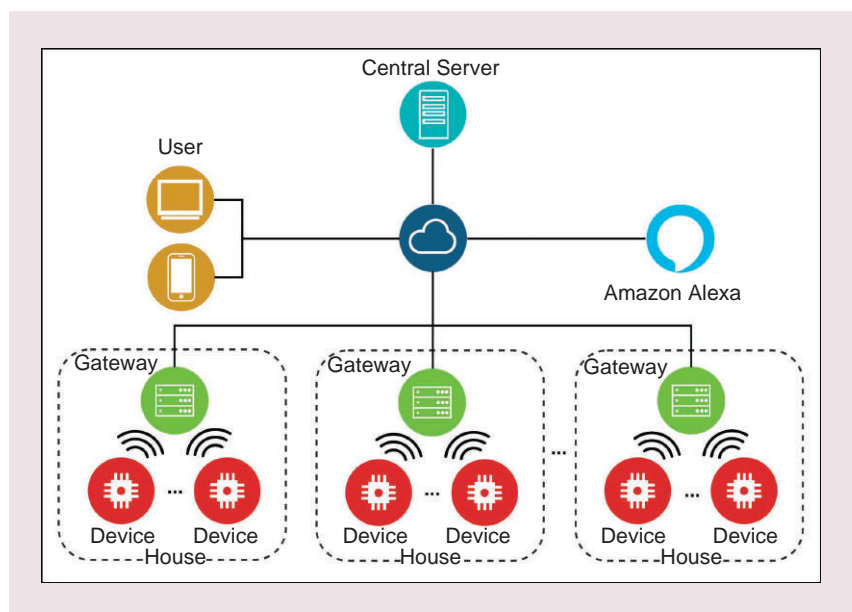 Central Server
User
Amazon Alexa
Gateway Gateway Gateway
... ... ... ...
Device Device Device Device Device Device
House House House